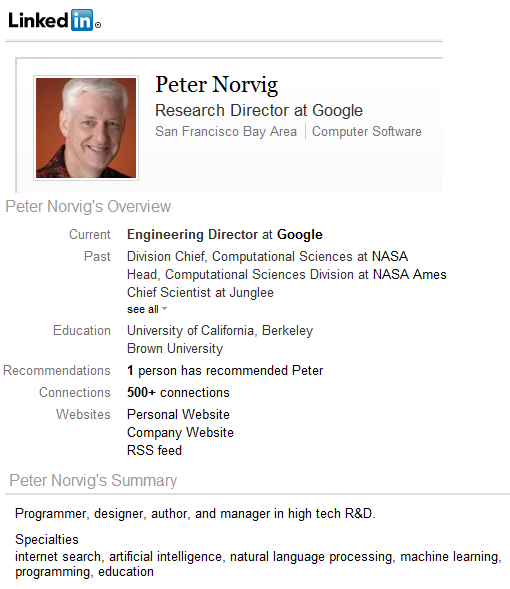 Linked in ®
Peter Norvig
Research Director at Google
San Francisco Bay Area | Computer Software
Peter Norvig's Overview
Current Engineering Director at Google
Past Division Chief, Computational Sciences at NASA
Head, Computational Sciences Division at NASA Ames
Chief Scientist at Junglee
see all
Education University of California, Berkeley
Brown University
Recommendations 1 person has recommended Peter
Connections 500+ connections
Websites Personal Website
Company Website
RSS feed
Peter Norvig's Summary
Programmer, designer, author, and manager in high tech R&D.
Specialties
internet search, artificial intelligence, natural language processing, machine learning,
programming, education